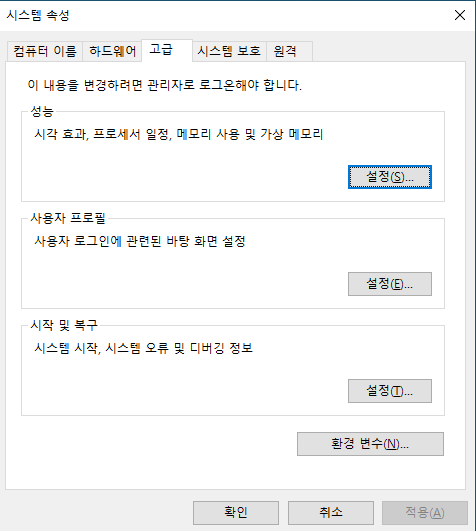 시스템 속성
컴퓨터 이름 하드웨어 고급 시스템 보호 원격
이 내용을 변경하려면 관리자로 로그온해야 합니다.
성능
시각 효과, 프로세서 일정, 메모리 사용 및 가상 메모리
설정(S)...
사용자 프로필
사용자 로그인에 관련된 바탕 화면 설정
설정(E)...
시작 및 복구
시스템 시작, 시스템 오류 및 디버깅 정보
설정(T)...
환경 변수(N)...
확인 취소 적용(A)